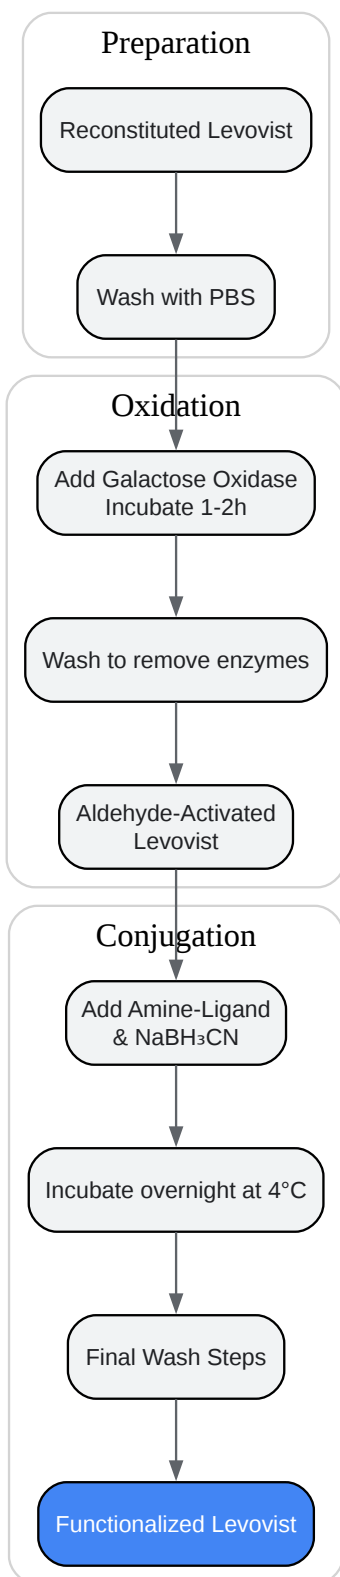 Preparation
Reconstituted Levovist
Wash with PBS
Oxidation
Add Galactose Oxidase
Incubate 1-2h
Wash to remove enzymes
Aldehyde-Activated
Levovist
Conjugation
Add Amine-Ligand
& NaBH₃CN
Incubate overnight at 4°C
Final Wash Steps
Functionalized Levovist